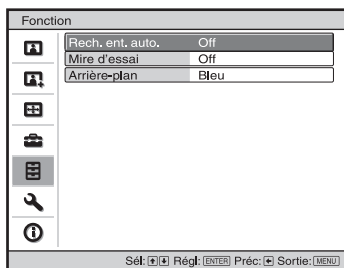 Fonction
Rech. ent. auto. Off
Mire d'essai Off
Arrière-plan Bleu
Sél: Régl: ENTER Préc: Sortie: MENU